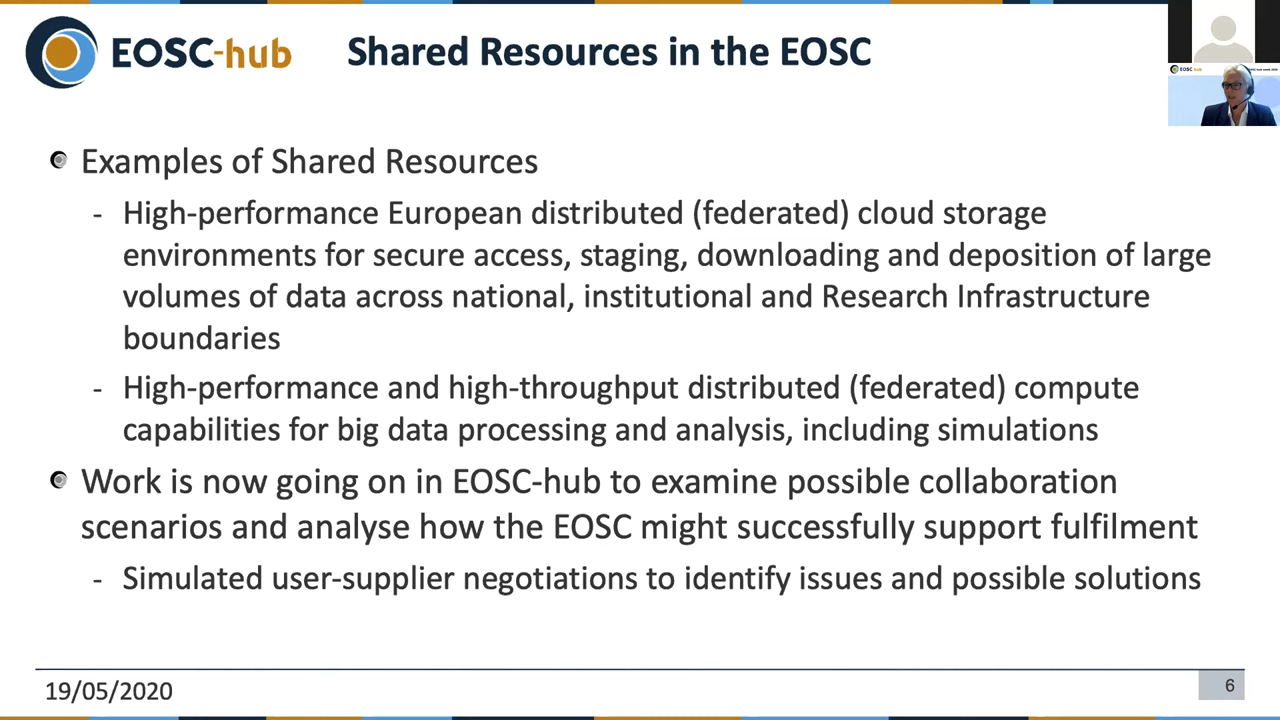 EOSC-hub
Shared Resources in the EOSC
Examples of Shared Resources
- High-performance European distributed (federated) cloud storage
environments for secure access, staging, downloading and deposition of large
volumes of data across national, institutional and Research Infrastructure
boundaries
- High-performance and high-throughput distributed (federated) compute
capabilities for big data processing and analysis, including simulations
Work is now going on in EOSC-hub to examine possible collaboration
scenarios and analyse how the EOSC might successfully support fulfilment
- Simulated user-supplier negotiations to identify issues and possible solutions
19/05/2020
6